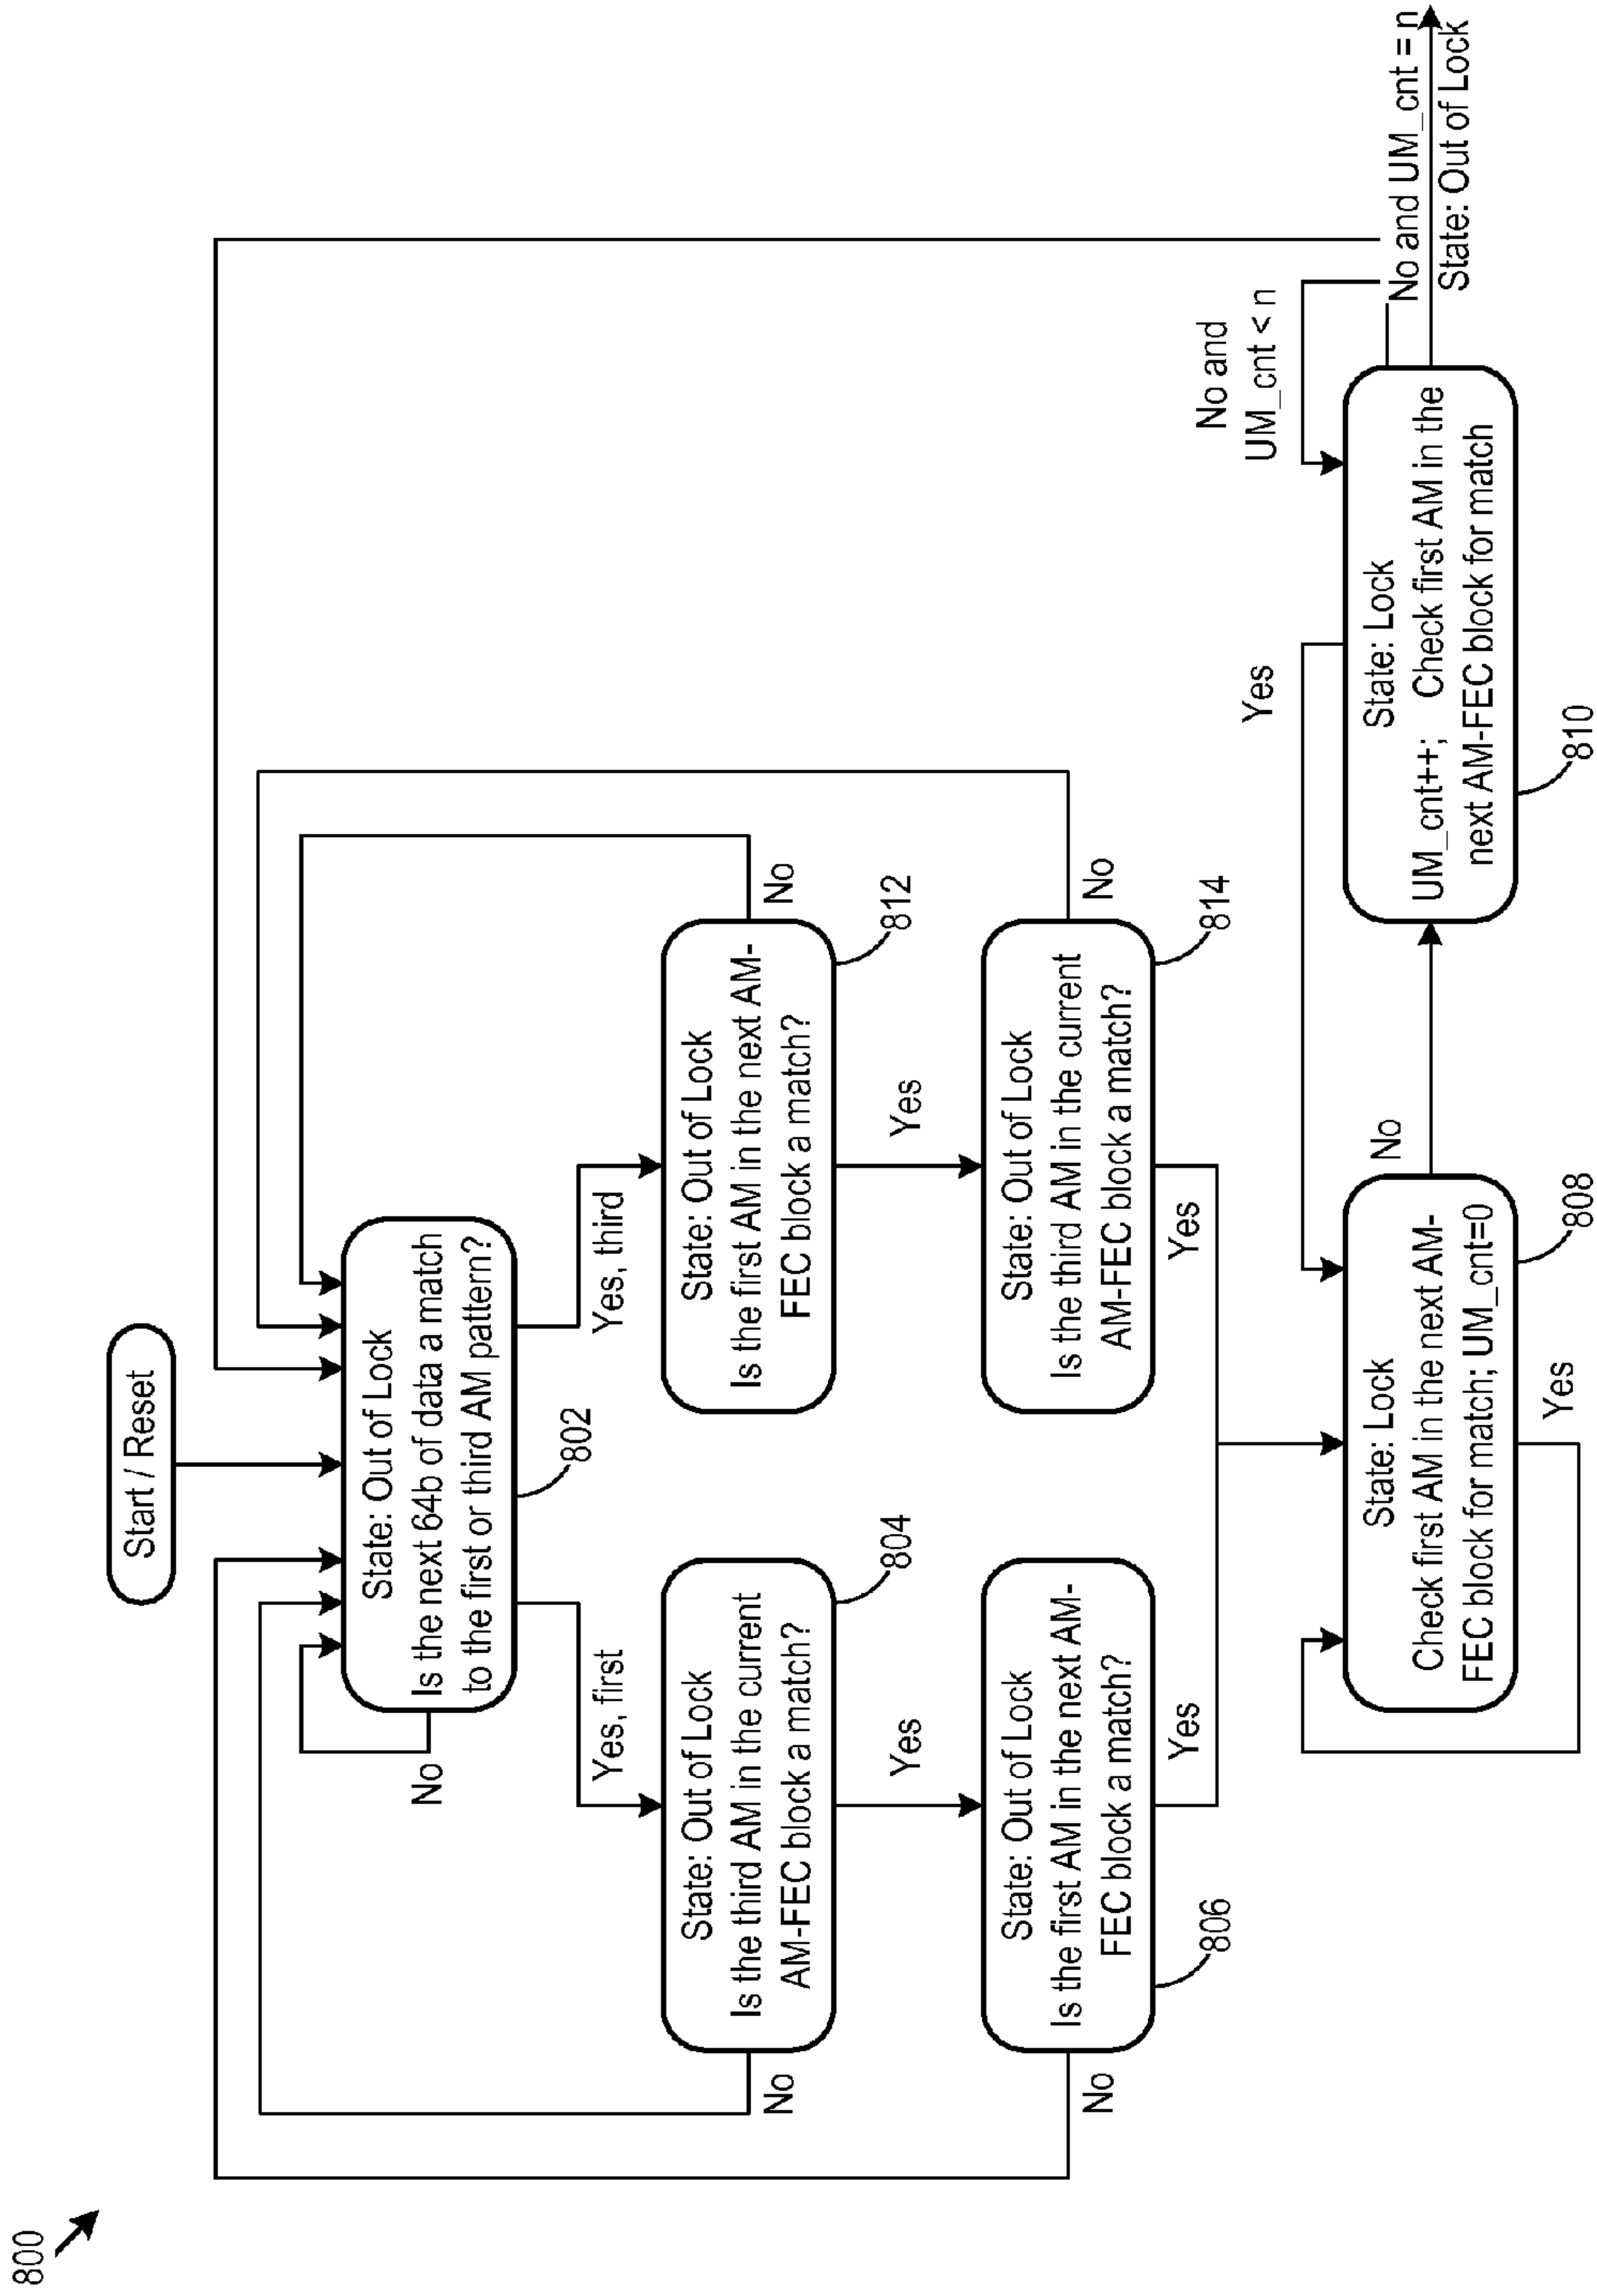 800
Start / Reset
State: Out of Lock
Is the next 64b of data a match
to the first or third AM pattern?
802
No
Yes, first
Yes, third
State: Out of Lock
Is the third AM in the current
AM-FEC block a match?
804
No
Yes
State: Out of Lock
Is the first AM in the next AM-
FEC block a match?
812
No
Yes
State: Out of Lock
Is the first AM in the next AM-
FEC block a match?
806
No
Yes
State: Out of Lock
Is the third AM in the current
AM-FEC block a match?
814
No
Yes
State: Lock
Check first AM in the next AM-
FEC block for match; UM_cnt=0
808
Yes
No
Yes
State: Lock
UM_cnt++; Check first AM in the
next AM-FEC block for match
810
No and
UM_cnt < n
No and UM_cnt = n
State: Out of Lock